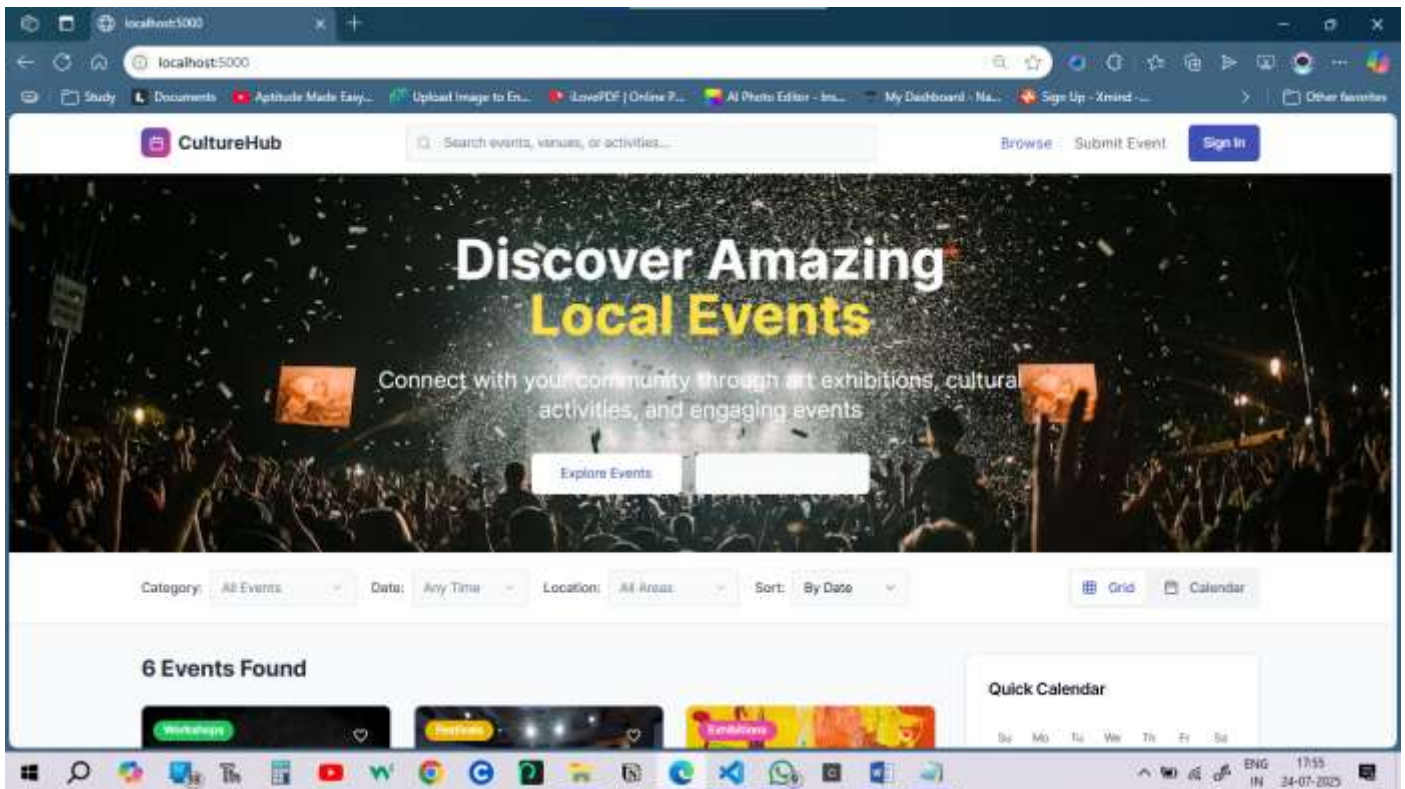 localhost:5000
localhost:5000
Study Documents Aptitude Made Easy... Upload Image to En... iLovePDF | Online P... AI Photo Editor - Im... My Dashboard - Na... Sign Up - Xmind -... Other favorites
CultureHub Search events, venues, or activities... Browse Submit Event Sign In
Discover Amazing
Local Events
Connect with your community through art exhibitions, cultural
activities, and engaging events
Explore Events
Category: All Events Date: Any Time Location: All Areas Sort: By Date Grid Calendar
6 Events Found
Quick Calendar
Workshops Festivals Exhibitions
Su Mo Tu We Th Fr Sa
ENG 17:55
IN 24-07-2025